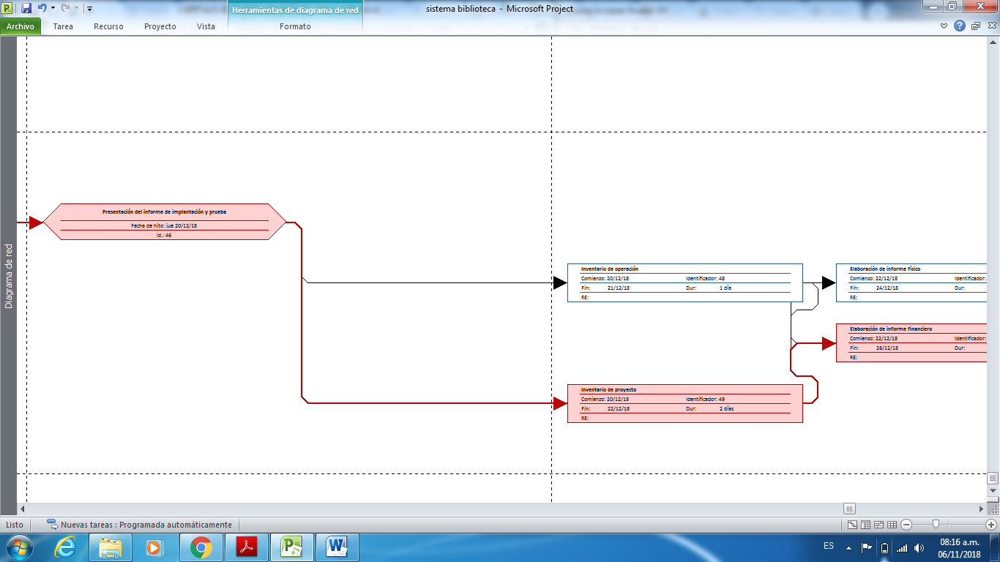 Herramientas de diagrama de red
sistema biblioteca - Microsoft Project
Archivo Tarea Recurso Proyecto Vista Formato
Diagrama de red
Presentación del informe de implantación y prueba
Fecha de hito: jue 20/12/18
Id.: 46
Inventario de operación
Comienzo: 20/12/18 Identificador: 48
Fin: 21/12/18 Dur: 1 día
RE:
Elaboración de informe físico
Comienzo: 22/12/18 Identificador:
Fin: 24/12/18 Dur:
RE:
Elaboración de informe financiero
Comienzo: 22/12/18 Identificador:
Fin: 26/12/18 Dur:
RE:
Inventario de proyecto
Comienzo: 20/12/18 Identificador: 49
Fin: 22/12/18 Dur: 2 días
RE:
Listo Nuevas tareas : Programada automáticamente
ES
08:16 a.m.
06/11/2018